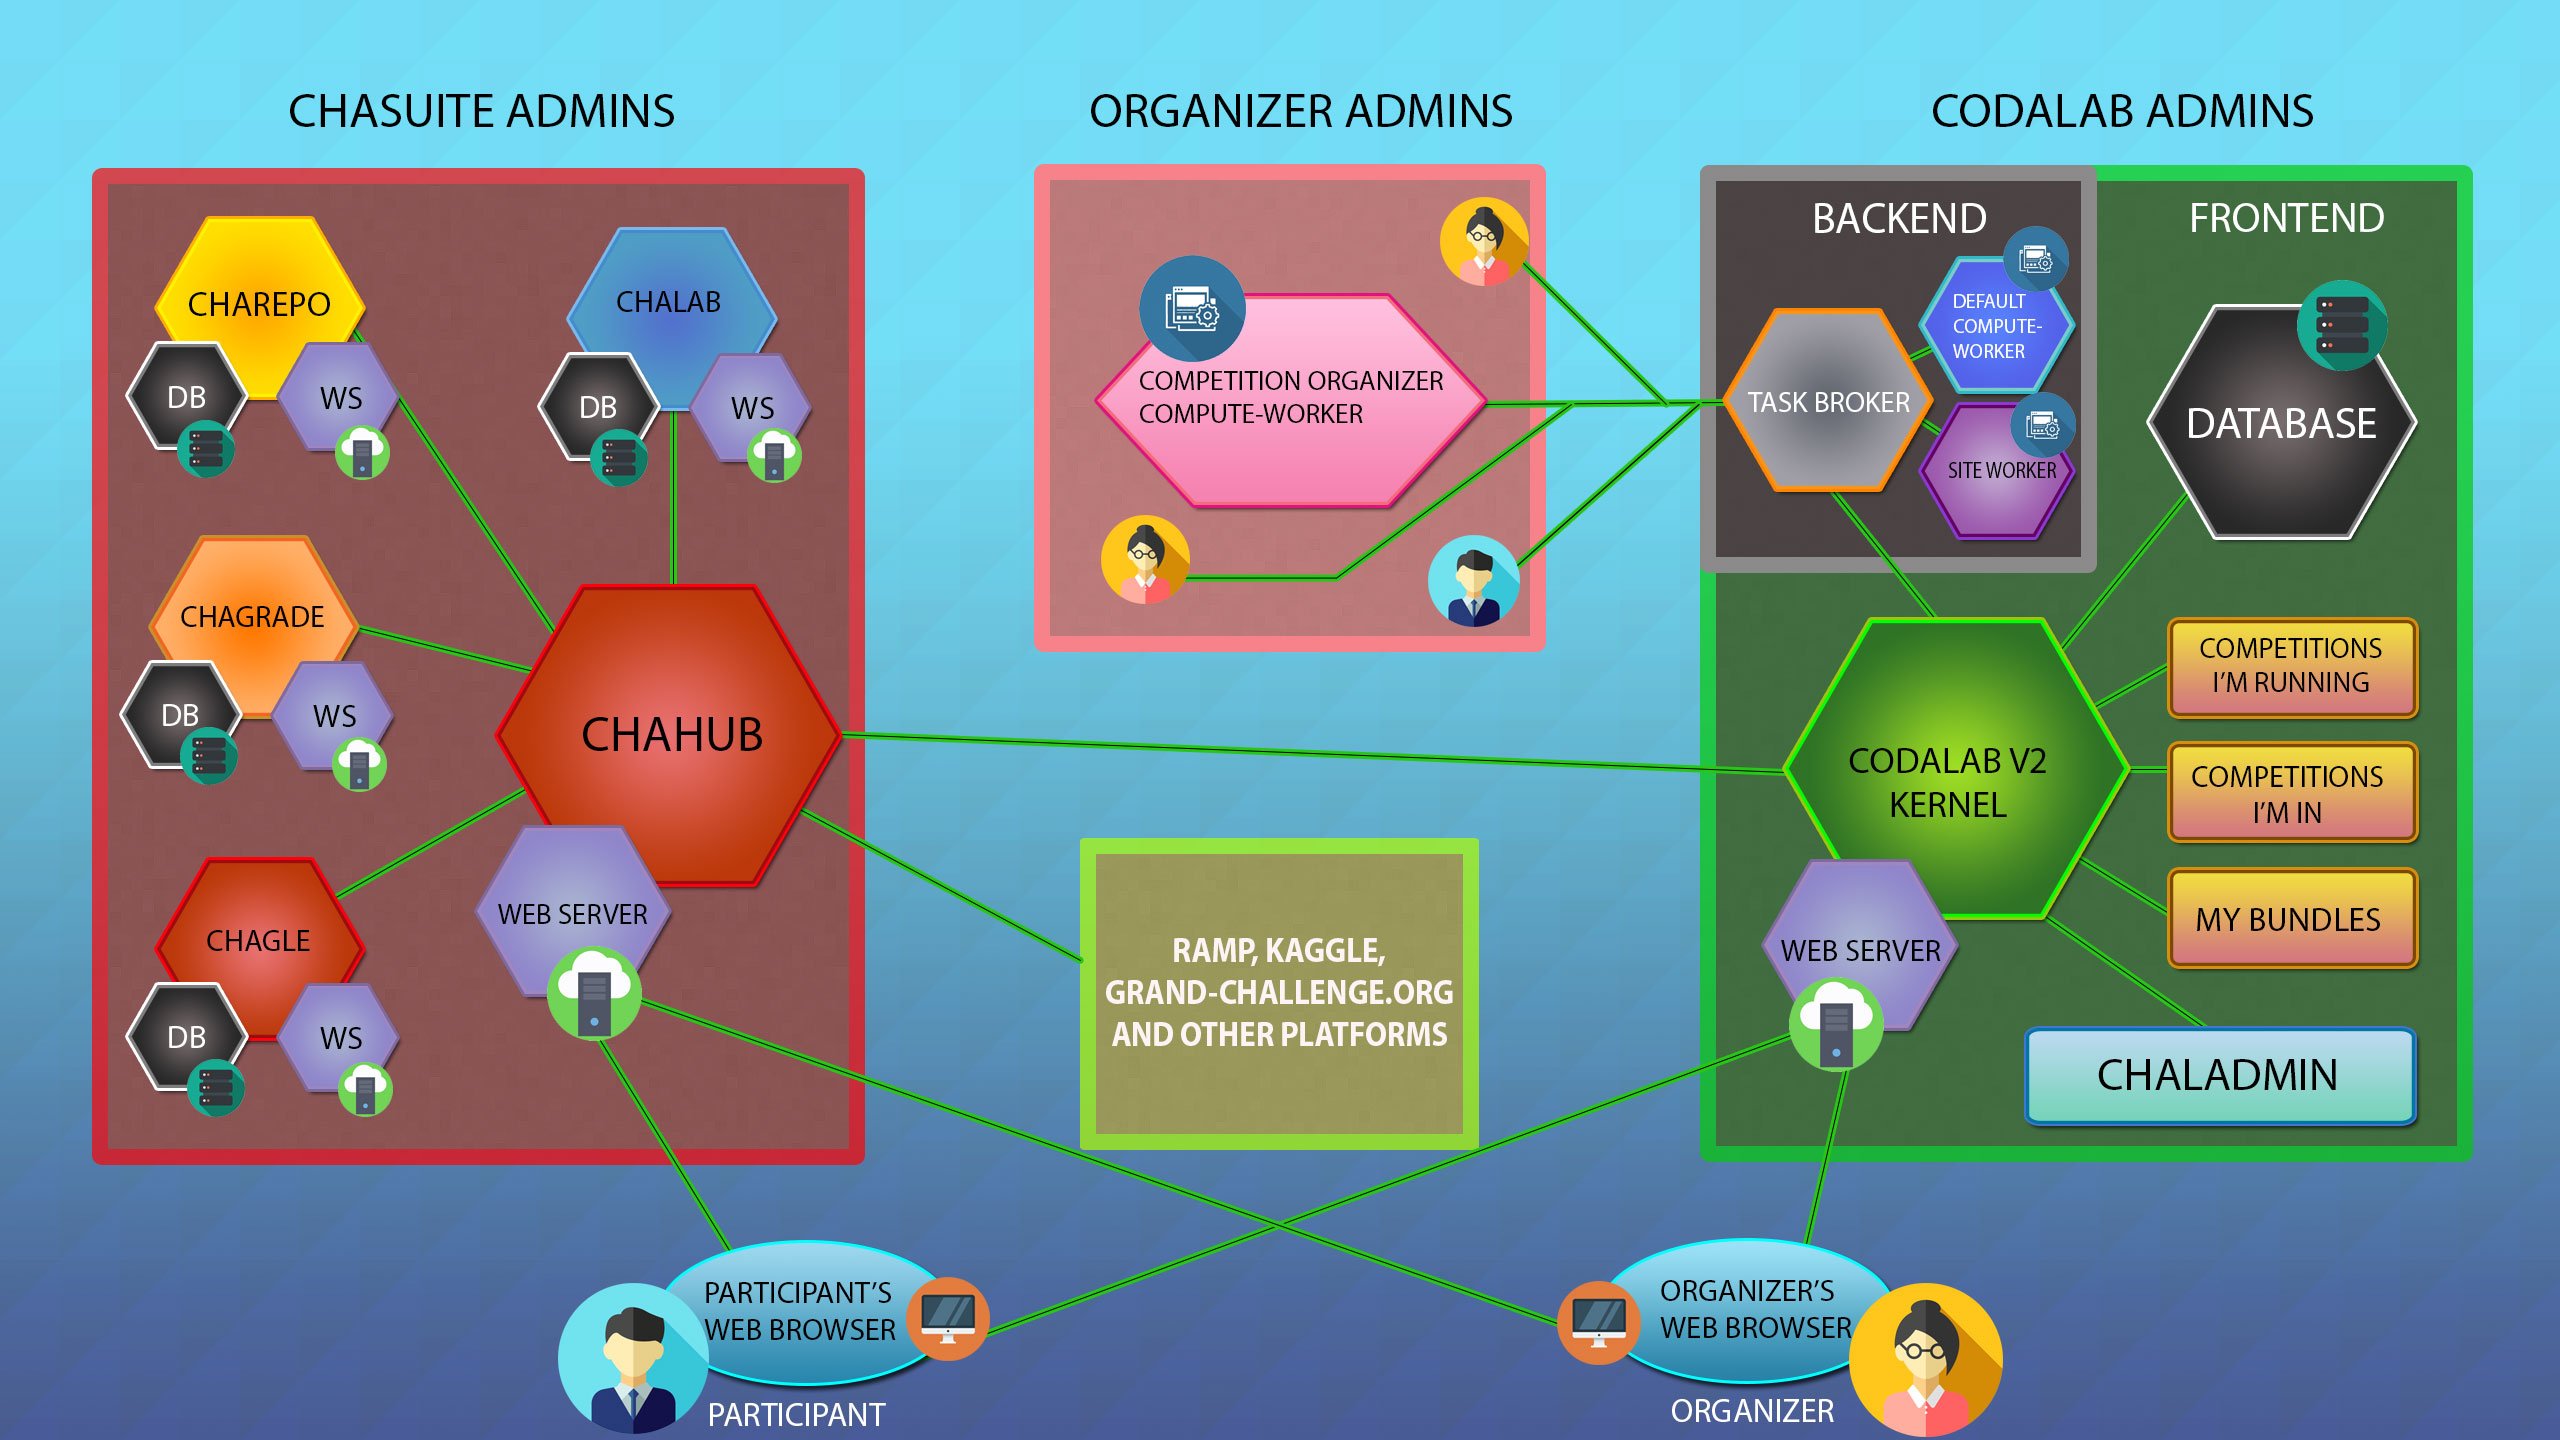 CHASUITE ADMINS
CHAREPO
DB
WS
CHALAB
DB
WS
CHAGRADE
DB
WS
CHAHUB
WEB SERVER
CHAGLE
DB
WS
ORGANIZER ADMINS
COMPETITION ORGANIZER
COMPUTE-WORKER
RAMP, KAGGLE,
GRAND-CHALLENGE.ORG
AND OTHER PLATFORMS
CODALAB ADMINS
BACKEND
TASK BROKER
DEFAULT
COMPUTE-
WORKER
SITE WORKER
FRONTEND
DATABASE
CODALAB V2
KERNEL
WEB SERVER
COMPETITIONS
I'M RUNNING
COMPETITIONS
I'M IN
MY BUNDLES
CHALADMIN
PARTICIPANT'S
WEB BROWSER
PARTICIPANT
ORGANIZER'S
WEB BROWSER
ORGANIZER